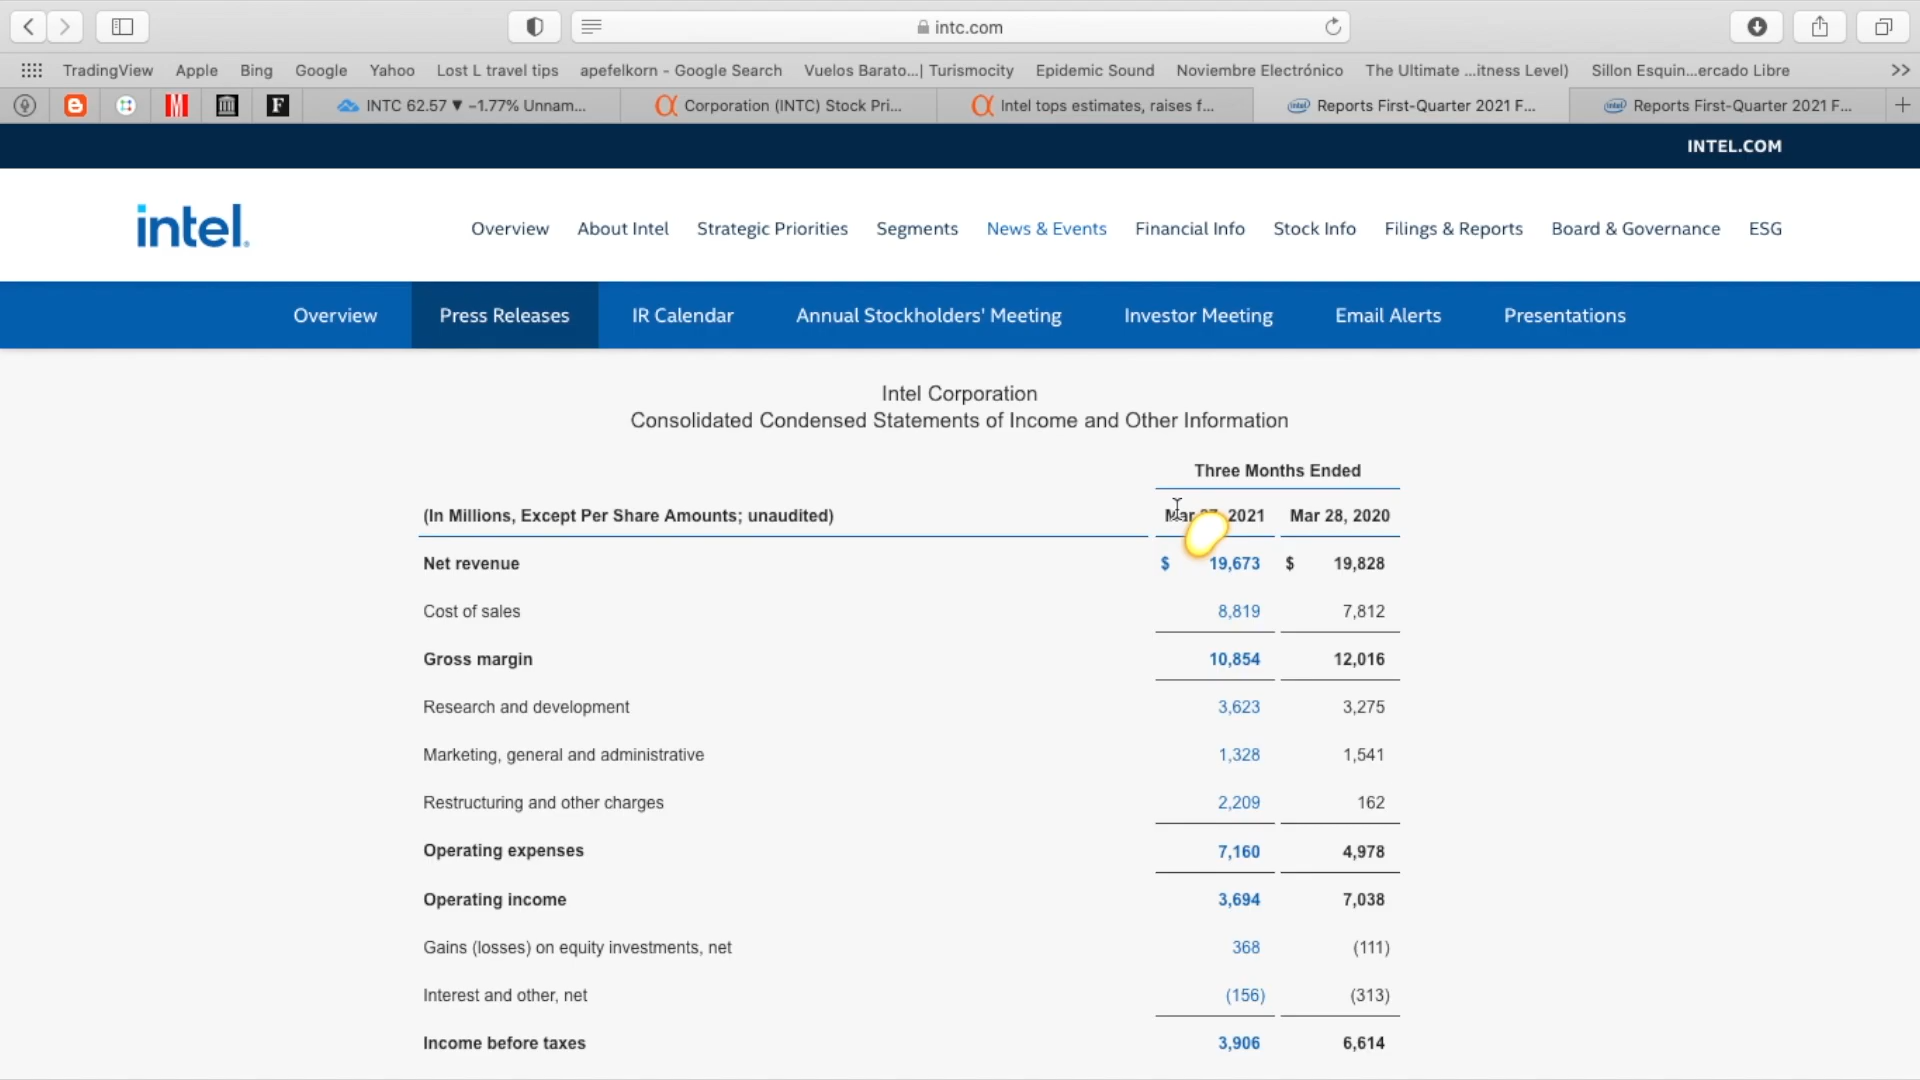 intc.com
TradingView Apple Bing Google Yahoo Lost L travel tips apefelkorn - Google Search Vuelos Barato...| Turismocity Epidemic Sound Noviembre Electrónico The Ultimate ...itness Level) Sillon Esquin...ercado Libre >>
INTC 62.57 ▼ −1.77% Unnam... Corporation (INTC) Stock Pri... Intel tops estimates, raises f... Reports First-Quarter 2021 F... Reports First-Quarter 2021 F...
INTEL.COM
intel.
Overview About Intel Strategic Priorities Segments News & Events Financial Info Stock Info Filings & Reports Board & Governance ESG
Overview Press Releases IR Calendar Annual Stockholders' Meeting Investor Meeting Email Alerts Presentations
Intel Corporation
Consolidated Condensed Statements of Income and Other Information
Three Months Ended
(In Millions, Except Per Share Amounts; unaudited) Mar 2021 Mar 28, 2020
Net revenue $ 19,673 $ 19,828
Cost of sales 8,819 7,812
Gross margin 10,854 12,016
Research and development 3,623 3,275
Marketing, general and administrative 1,328 1,541
Restructuring and other charges 2,209 162
Operating expenses 7,160 4,978
Operating income 3,694 7,038
Gains (losses) on equity investments, net 368 (111)
Interest and other, net (156) (313)
Income before taxes 3,906 6,614